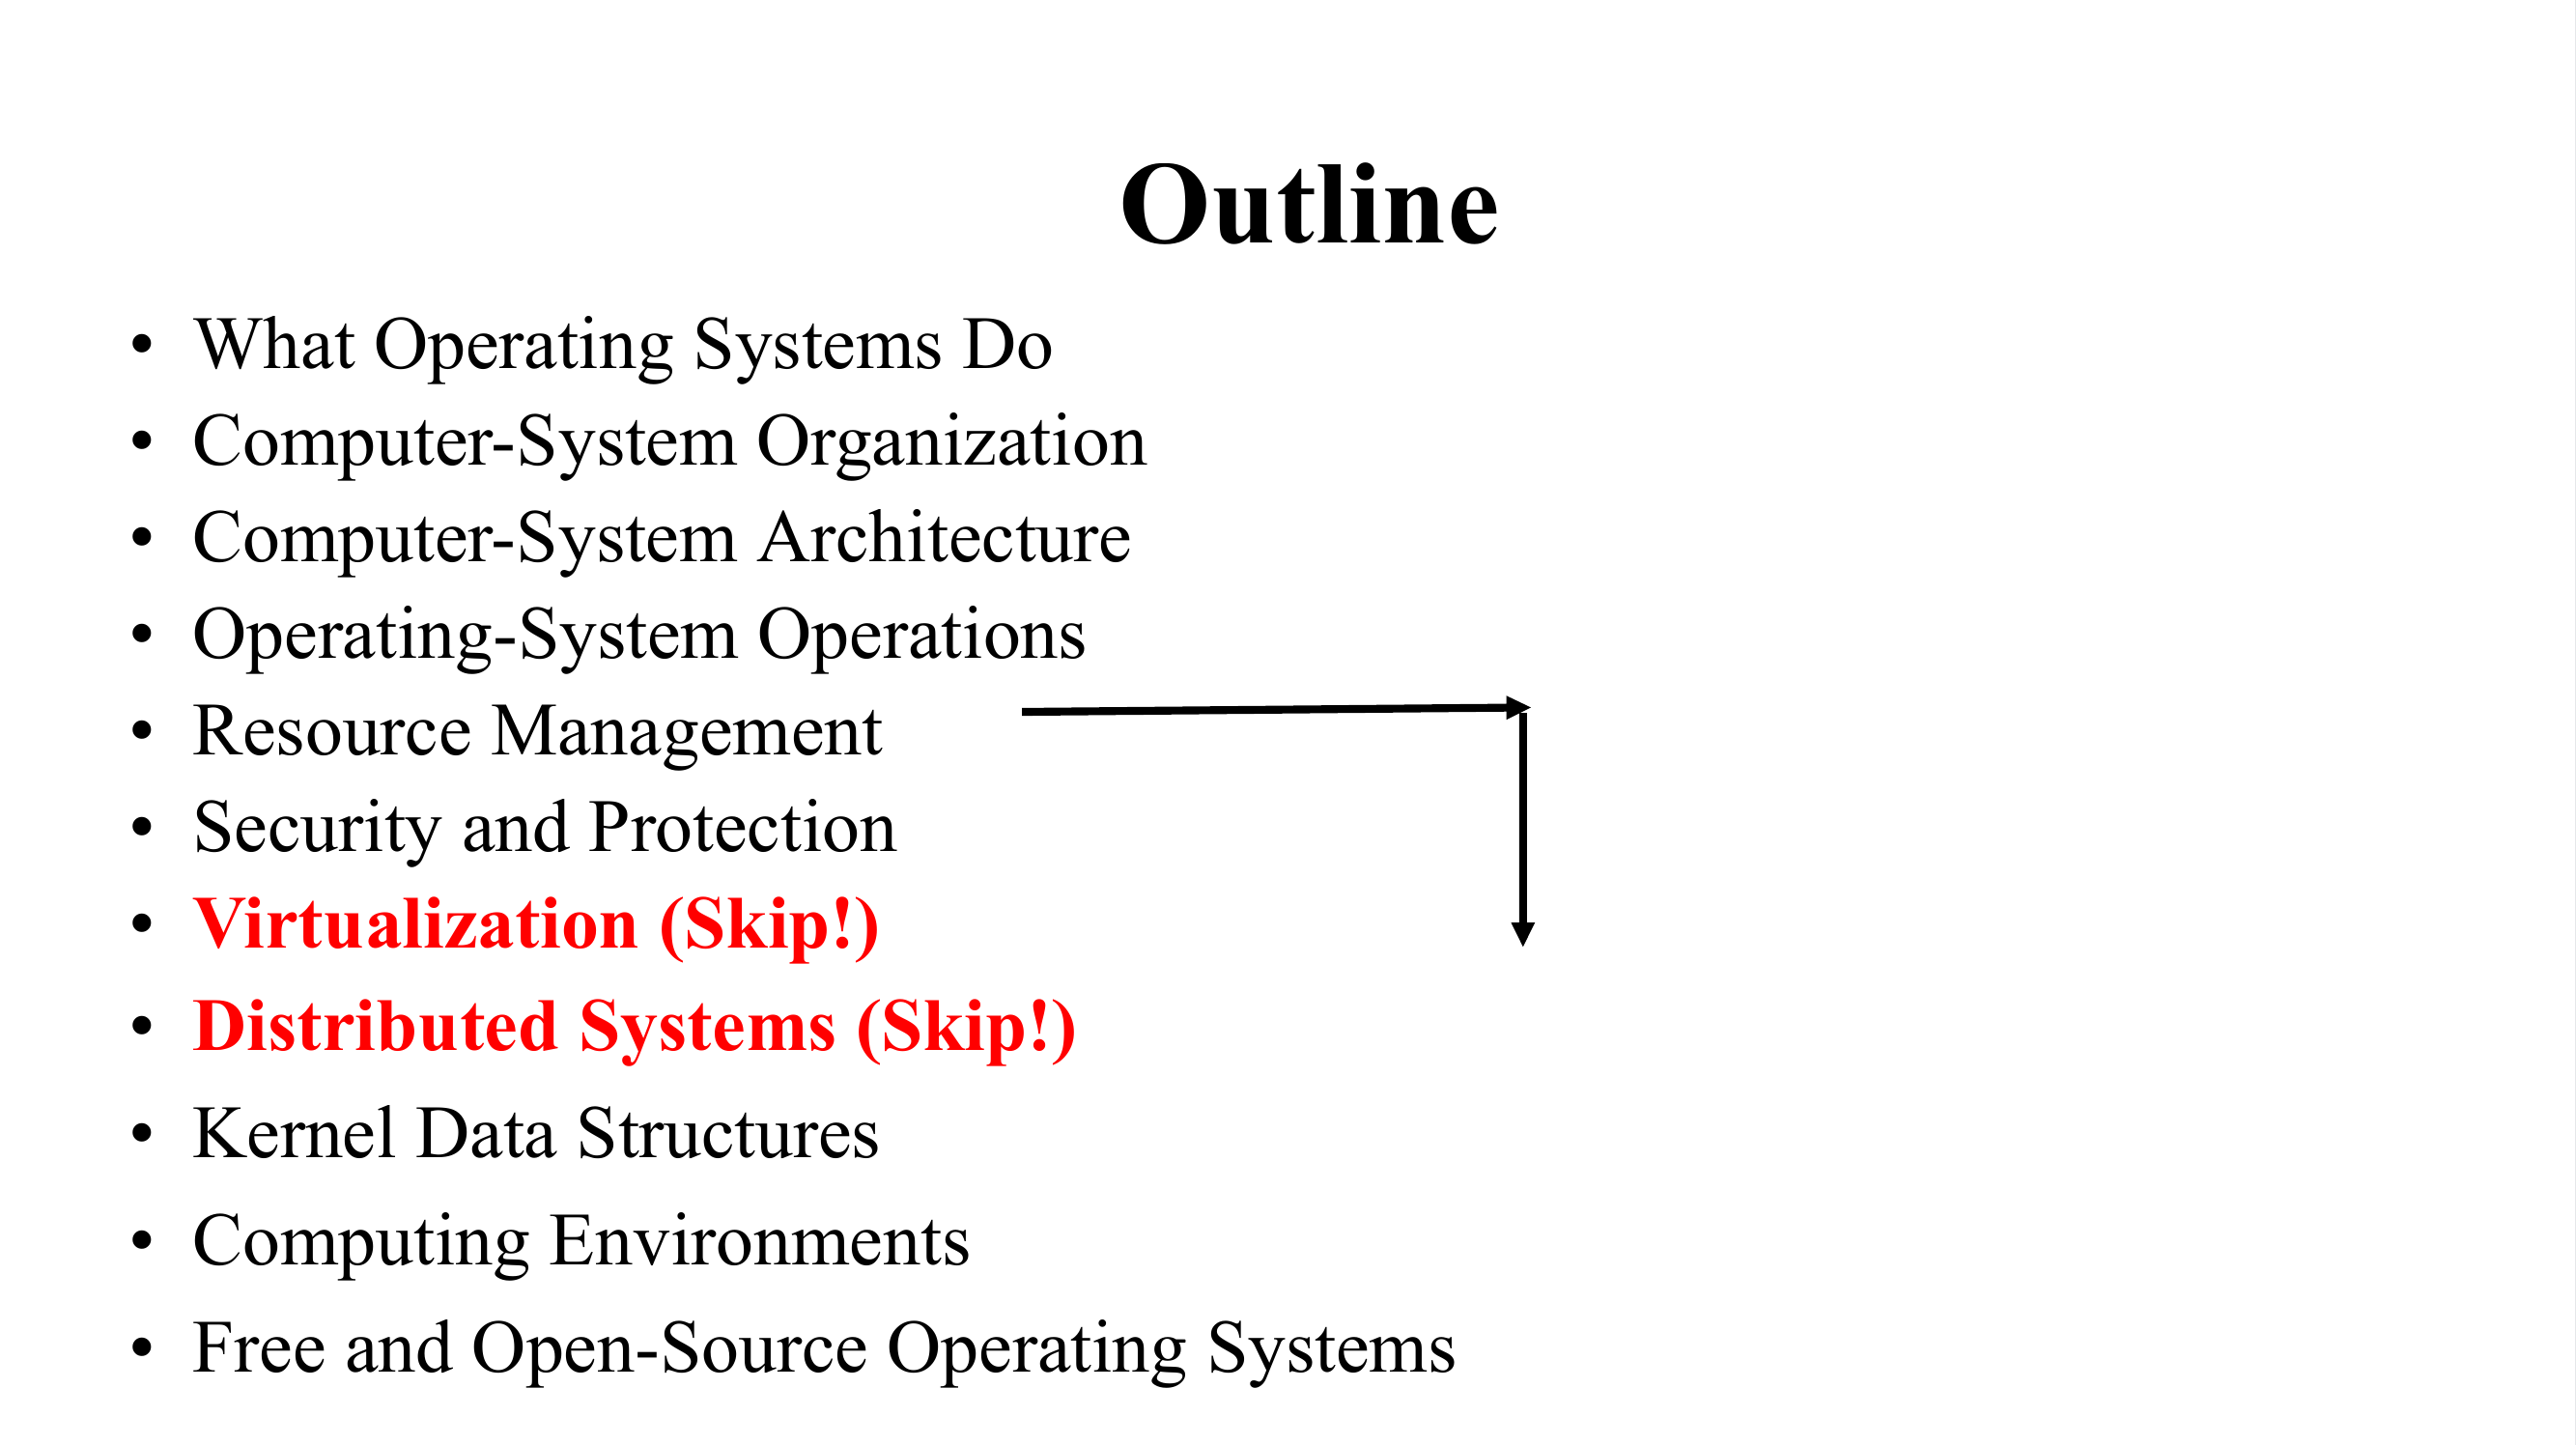 Outline
• What Operating Systems Do
• Computer-System Organization
• Computer-System Architecture
• Operating-System Operations
• Resource Management
• Security and Protection
• Virtualization (Skip!)
• Distributed Systems (Skip!)
• Kernel Data Structures
• Computing Environments
• Free and Open-Source Operating Systems